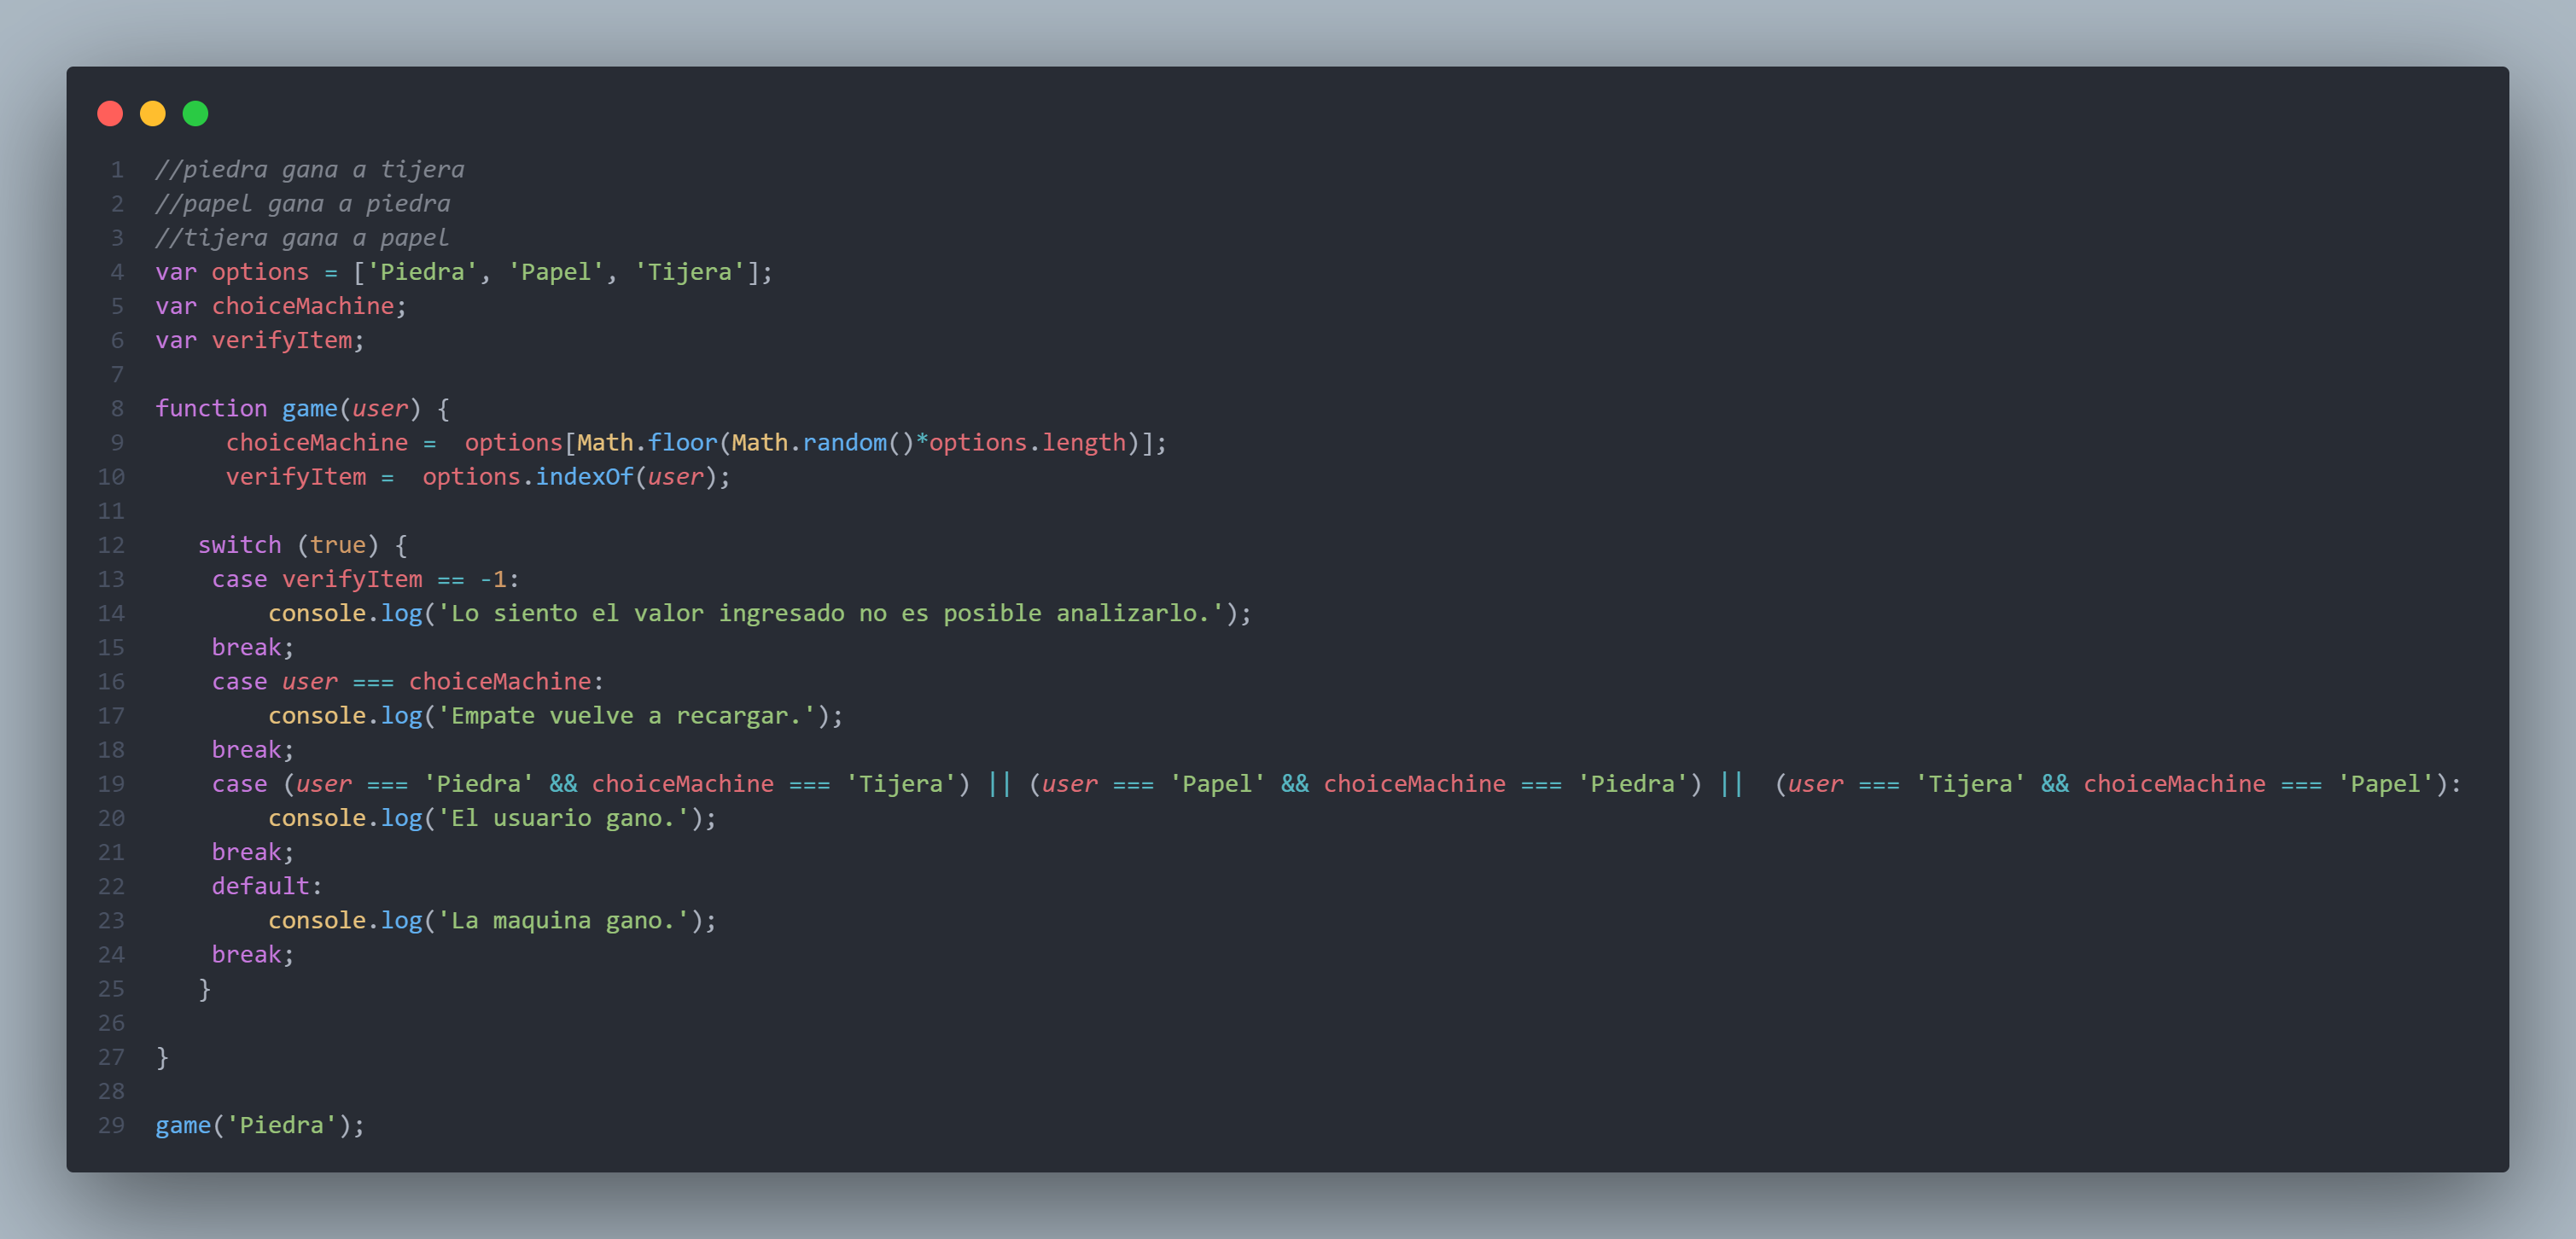 1 //piedra gana a tijera
2 //papel gana a piedra
3 //tijera gana a papel
4 var options = ['Piedra', 'Papel', 'Tijera'];
5 var choiceMachine;
6 var verifyItem;
7
8 function game(user) {
9      choiceMachine =  options[Math.floor(Math.random()*options.length)];
10      verifyItem =  options.indexOf(user);
11
12    switch (true) {
13     case verifyItem == -1:
14         console.log('Lo siento el valor ingresado no es posible analizarlo.');
15     break;
16     case user === choiceMachine:
17         console.log('Empate vuelve a recargar.');
18     break;
19     case (user === 'Piedra' && choiceMachine === 'Tijera') || (user === 'Papel' && choiceMachine === 'Piedra') ||  (user === 'Tijera' && choiceMachine === 'Papel'):
20         console.log('El usuario gano.');
21     break;
22     default:
23         console.log('La maquina gano.');
24     break;
25    }
26
27 }
28
29 game('Piedra');